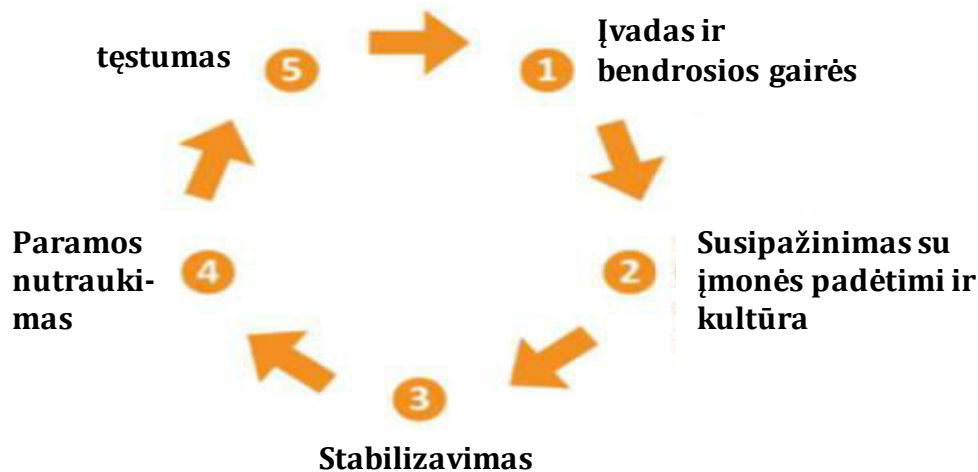 tęstumas
5
1
Įvadas ir
bendrosios gairės
Paramos
nutrauki-
mas
4
2
Susipažinimas su
įmonės padėtimi ir
kultūra
3
Stabilizavimas